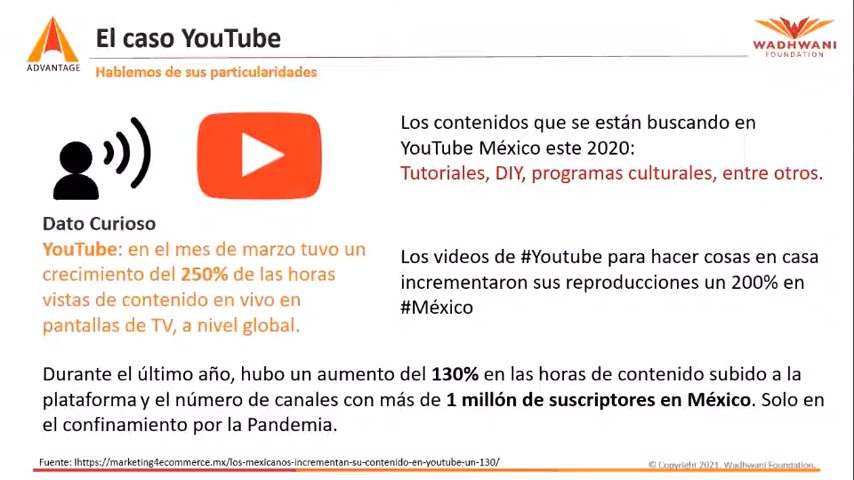 El caso YouTube
ADVANTAGE
Hablemos de sus particularidades
WADHWANI
FOUNDATION
Los contenidos que se están buscando en
YouTube México este 2020:
Tutoriales, DIY, programas culturales, entre otros.
Dato Curioso
YouTube: en el mes de marzo tuvo un
crecimiento del 250% de las horas
vistas de contenido en vivo en
pantallas de TV, a nivel global.
Los videos de #Youtube para hacer cosas en casa
incrementaron sus reproducciones un 200% en
#México
Durante el último año, hubo un aumento del 130% en las horas de contenido subido a la
plataforma y el número de canales con más de 1 millón de suscriptores en México. Solo en
el confinamiento por la Pandemia.
Fuente: lhttps://marketing4ecommerce.mx/los-mexicanos-incrementan-su-contenido-en-youtube-un-130/
© Copyright 2021. Wadhwani Foundation.